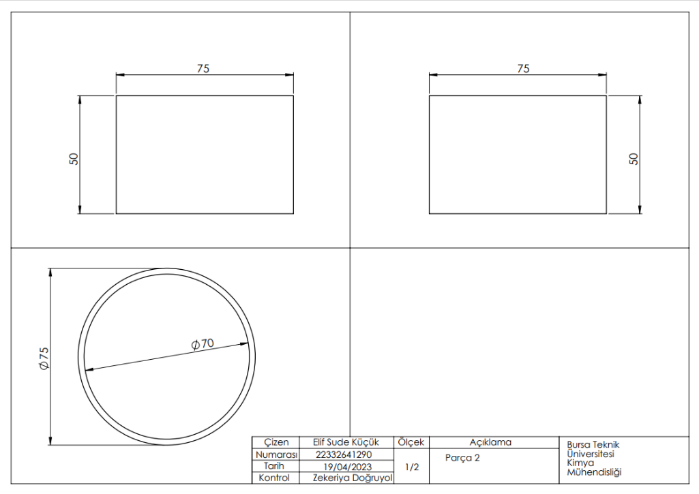 75
75
50
50
Ø75
Ø70
Çizen Elif Sude Küçük Ölçek Açıklama
Numarası 22332641290
Tarih 19/04/2023 1/2 Parça 2
Kontrol Zekeriya Doğruyol
Bursa Teknik
Üniversitesi
Kimya
Mühendisliği